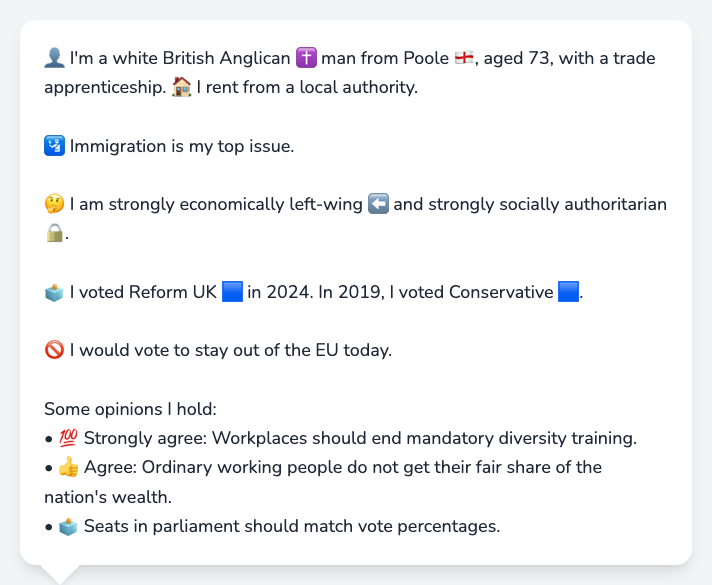 👤 I'm a white British Anglican ✝️ man from Poole 🏴󠁧󠁢󠁥󠁮󠁧󠁿, aged 73, with a trade
apprenticeship. 🏠 I rent from a local authority.
🛂 Immigration is my top issue.
🤔 I am strongly economically left-wing ⬅️ and strongly socially authoritarian
🔒.
🗳️ I voted Reform UK 🟦 in 2024. In 2019, I voted Conservative 🟦.
🚫 I would vote to stay out of the EU today.
Some opinions I hold:
• 💯 Strongly agree: Workplaces should end mandatory diversity training.
• 👍 Agree: Ordinary working people do not get their fair share of the
nation's wealth.
• 🗳️ Seats in parliament should match vote percentages.